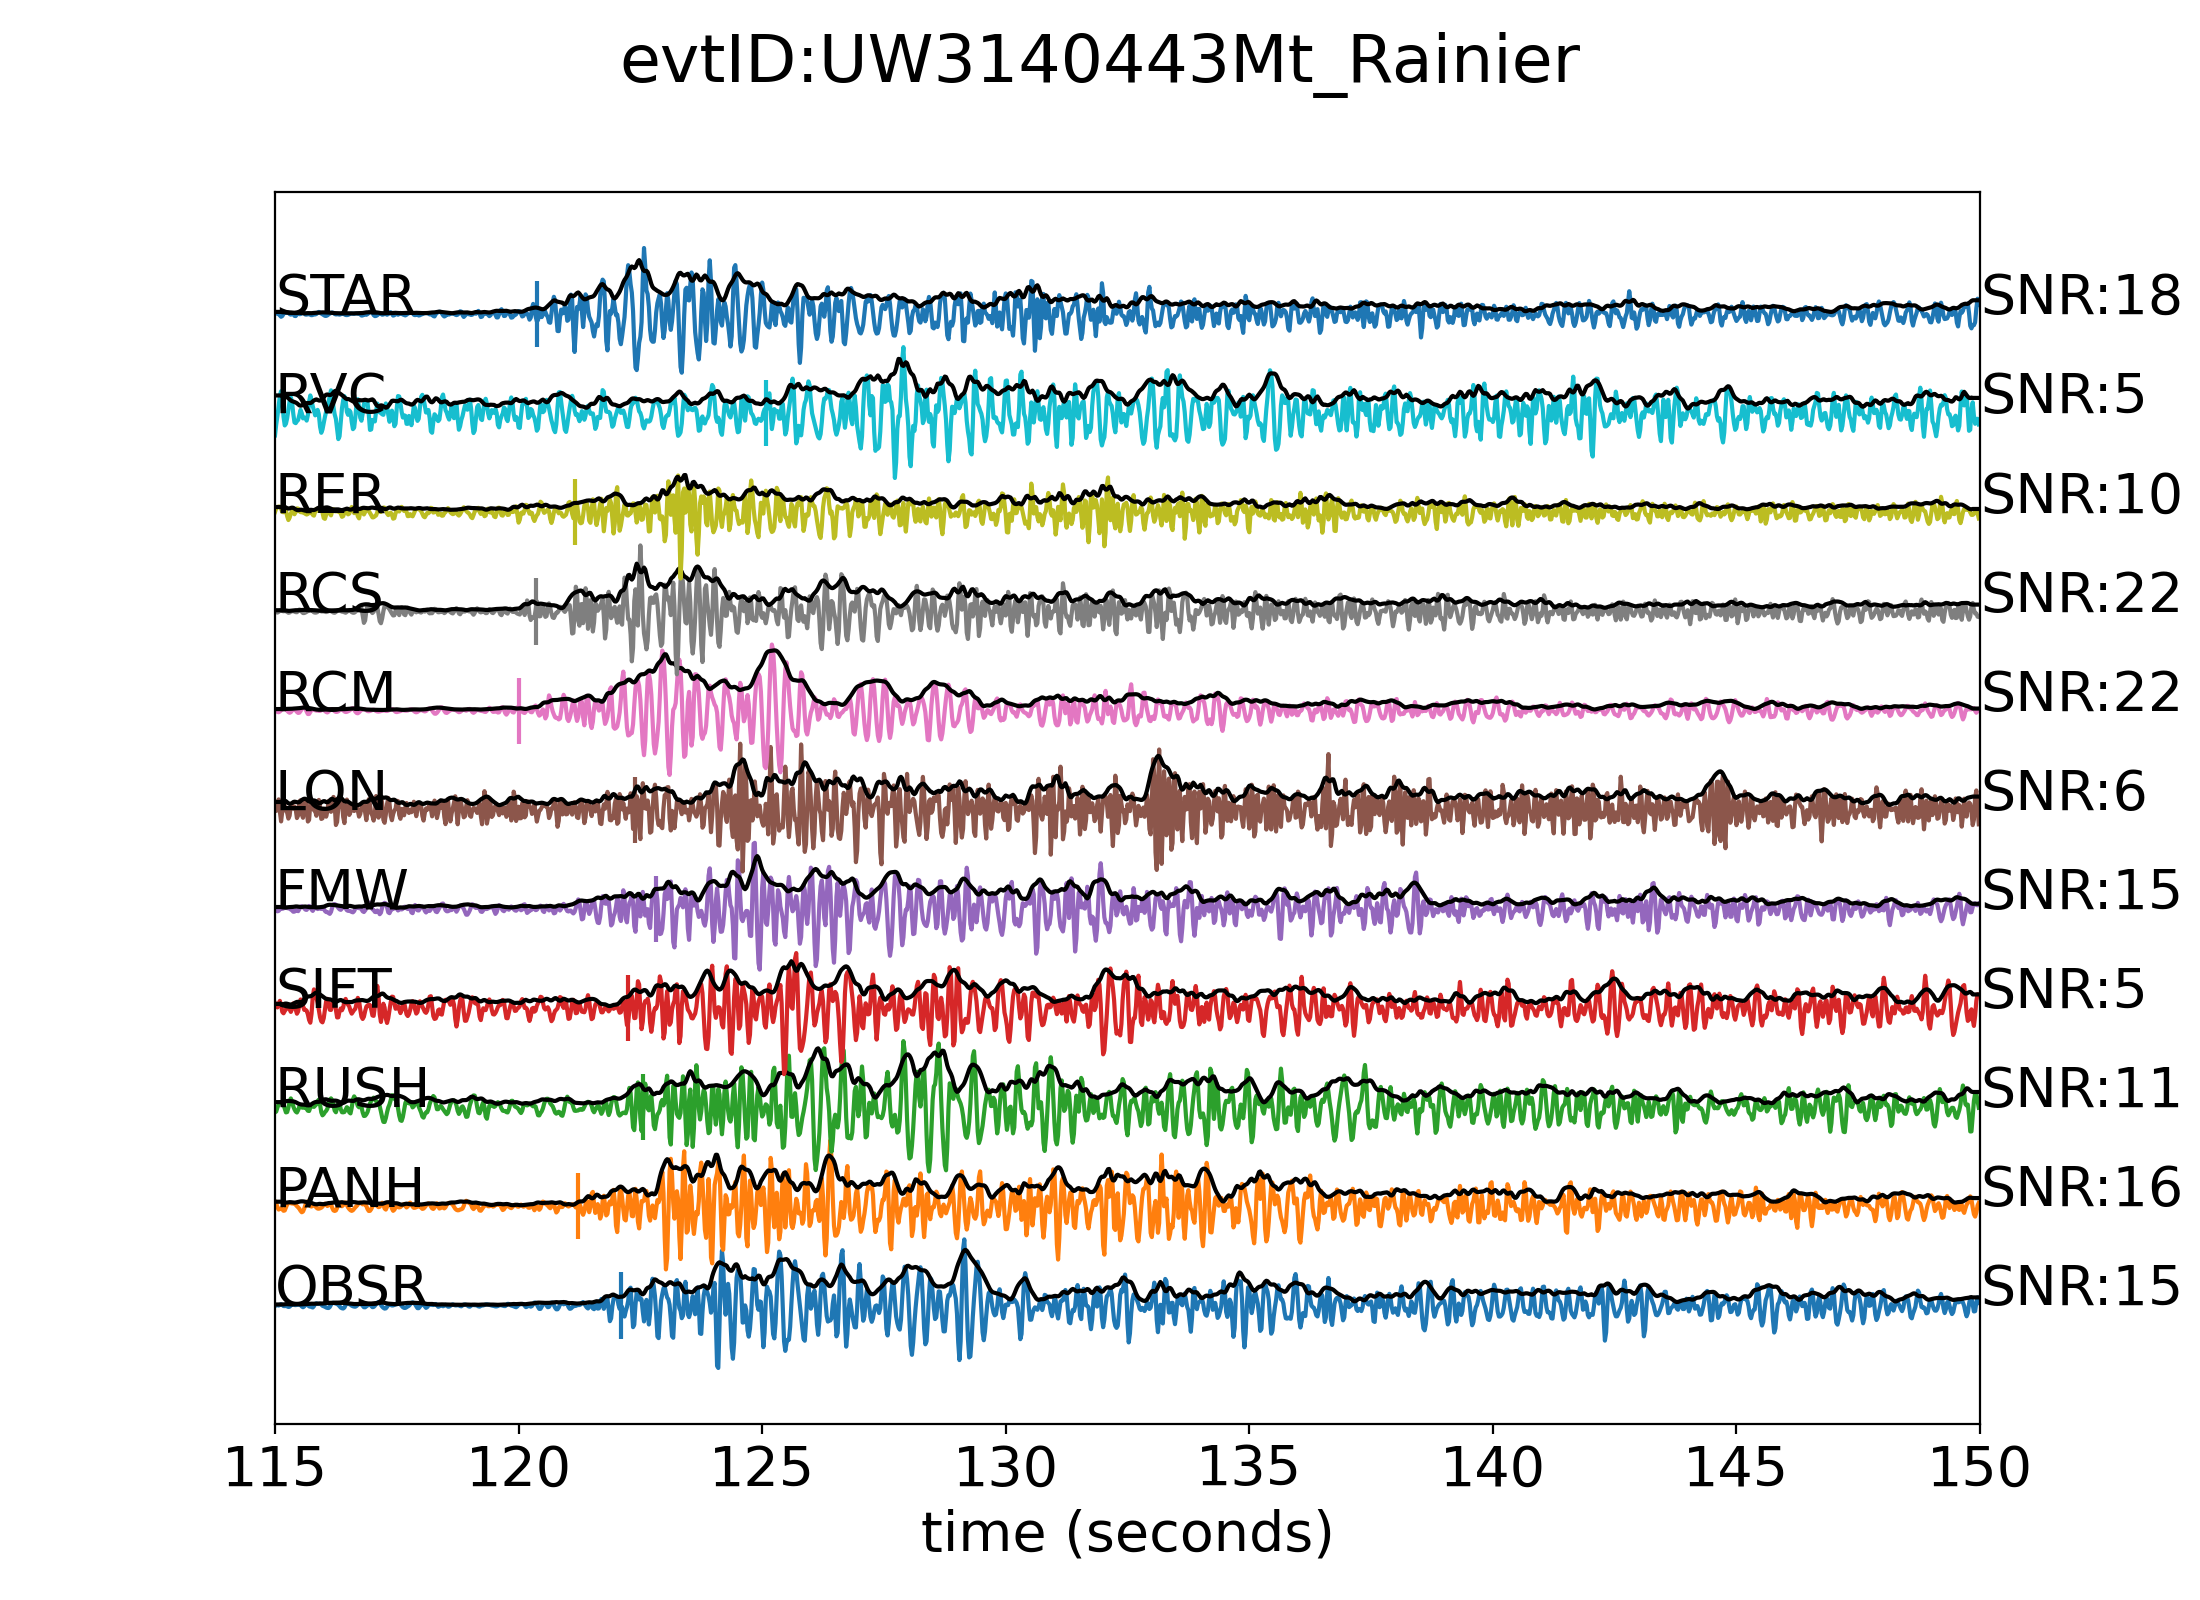 evtID:UW3140443Mt_Rainier
STAR SNR:18
RVC SNR:5
RER SNR:10
RCS SNR:22
RCM SNR:22
LON SNR:6
FMW SNR:15
SIFT SNR:5
RUSH SNR:11
PANH SNR:16
OBSR SNR:15
115 120 125 130 135 140 145 150
time (seconds)